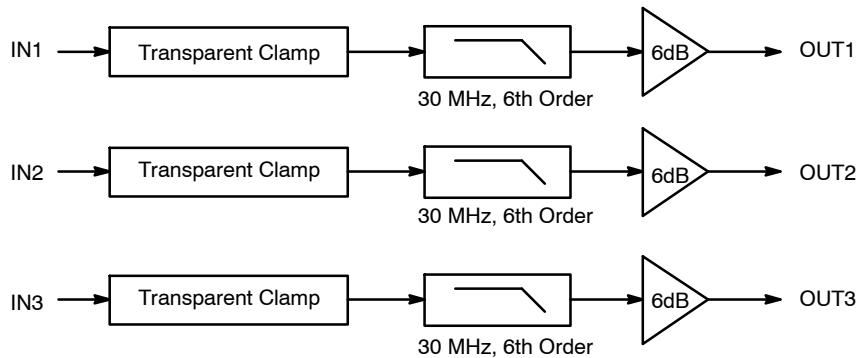 IN1 Transparent Clamp 6dB OUT1
30 MHz, 6th Order
IN2 Transparent Clamp 6dB OUT2
30 MHz, 6th Order
IN3 Transparent Clamp 6dB OUT3
30 MHz, 6th Order